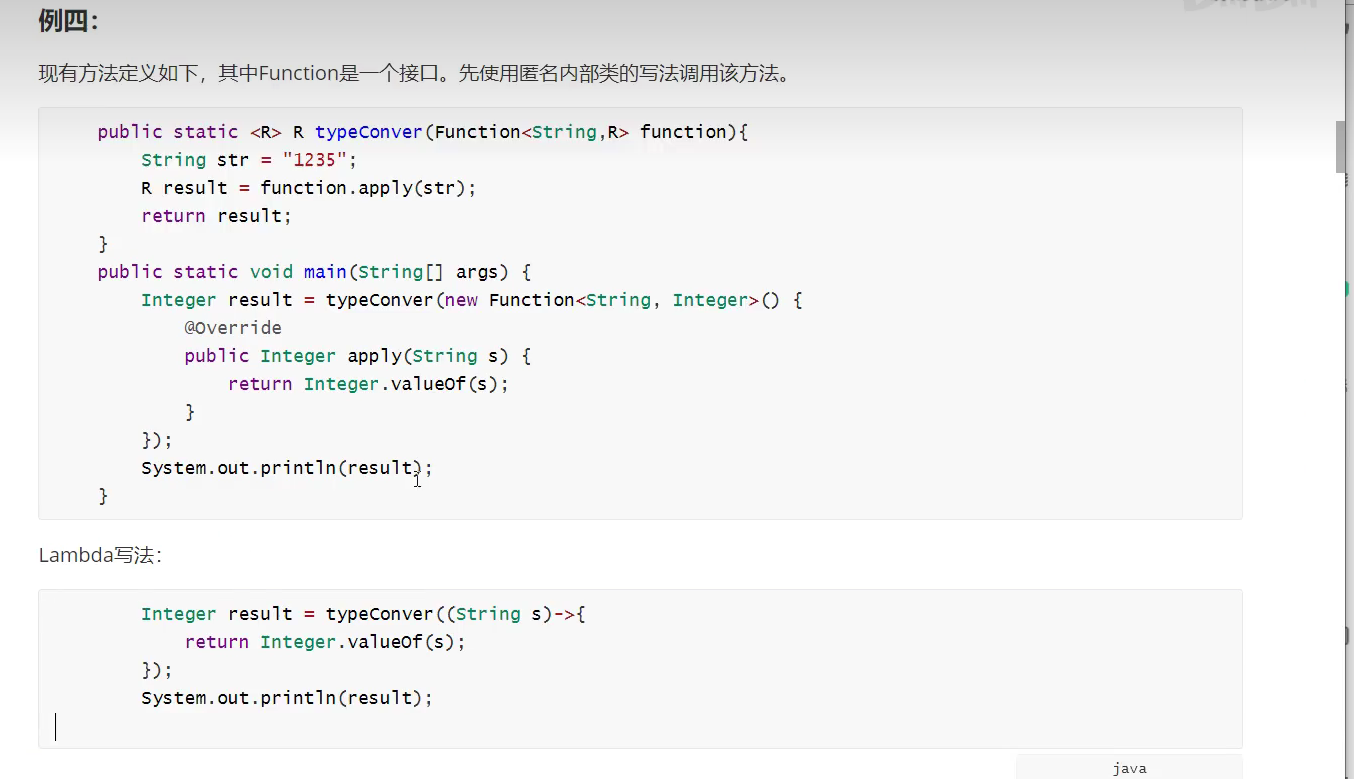 例四：
现有方法定义如下，其中Function是一个接口。先使用匿名内部类的写法调用该方法。
public static <R> R typeConver(Function<String,R> function){
String str = "1235";
R result = function.apply(str);
return result;
}
public static void main(String[] args) {
Integer result = typeConver(new Function<String, Integer>() {
@Override
public Integer apply(String s) {
return Integer.valueOf(s);
}
});
System.out.println(result);
}
Lambda写法：
Integer result = typeConver((String s)->{
return Integer.valueOf(s);
});
System.out.println(result);
java